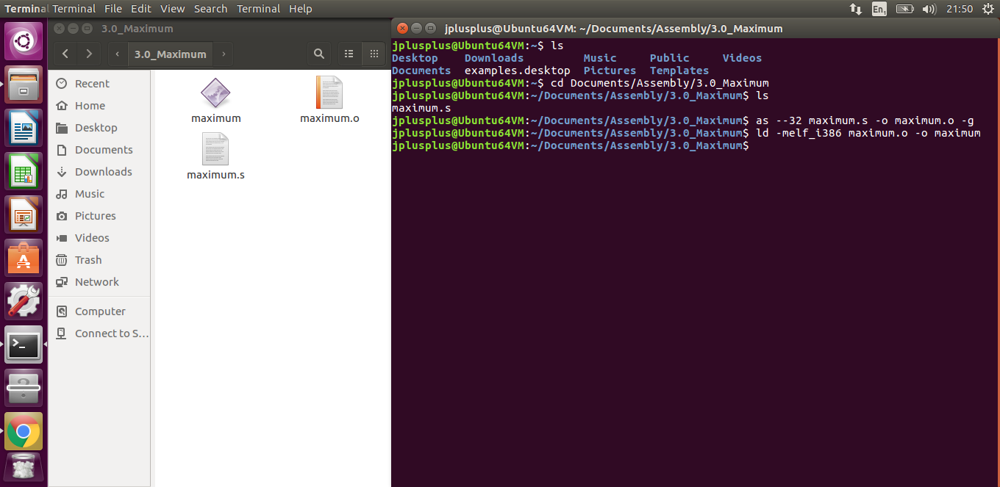 Terminal Terminal File Edit View Search Terminal Help
En1 21:50
3.0_Maximum
3.0_Maximum
Recent
Home
Desktop
Documents
Downloads
Music
Pictures
Videos
Trash
Network
Computer
Connect to S...
maximum
maximum.o
maximum.s
jplusplus@Ubuntu64VM: ~/Documents/Assembly/3.0_Maximum
jplusplus@Ubuntu64VM:~$ ls
Desktop Downloads Music Public Videos
Documents examples.desktop Pictures Templates
jplusplus@Ubuntu64VM:~$ cd Documents/Assembly/3.0_Maximum
jplusplus@Ubuntu64VM:~/Documents/Assembly/3.0_Maximum$ ls
maximum.s
jplusplus@Ubuntu64VM:~/Documents/Assembly/3.0_Maximum$ as --32 maximum.s -o maximum.o -g
jplusplus@Ubuntu64VM:~/Documents/Assembly/3.0_Maximum$ ld -melf_i386 maximum.o -o maximum
jplusplus@Ubuntu64VM:~/Documents/Assembly/3.0_Maximum$